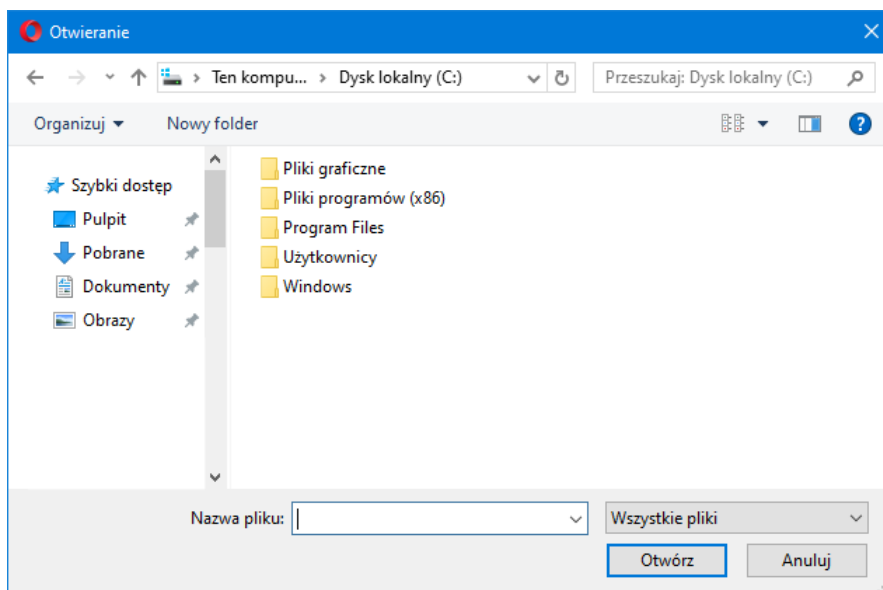 Otwieranie
Ten kompu... › Dysk lokalny (C:)
Przeszukaj: Dysk lokalny (C:)
Organizuj
Nowy folder
?
Szybki dostęp
Pulpit
Pobrane
Dokumenty
Obrazy
Pliki graficzne
Pliki programów (x86)
Program Files
Użytkownicy
Windows
Nazwa pliku:
Wszystkie pliki
Otwórz
Anuluj